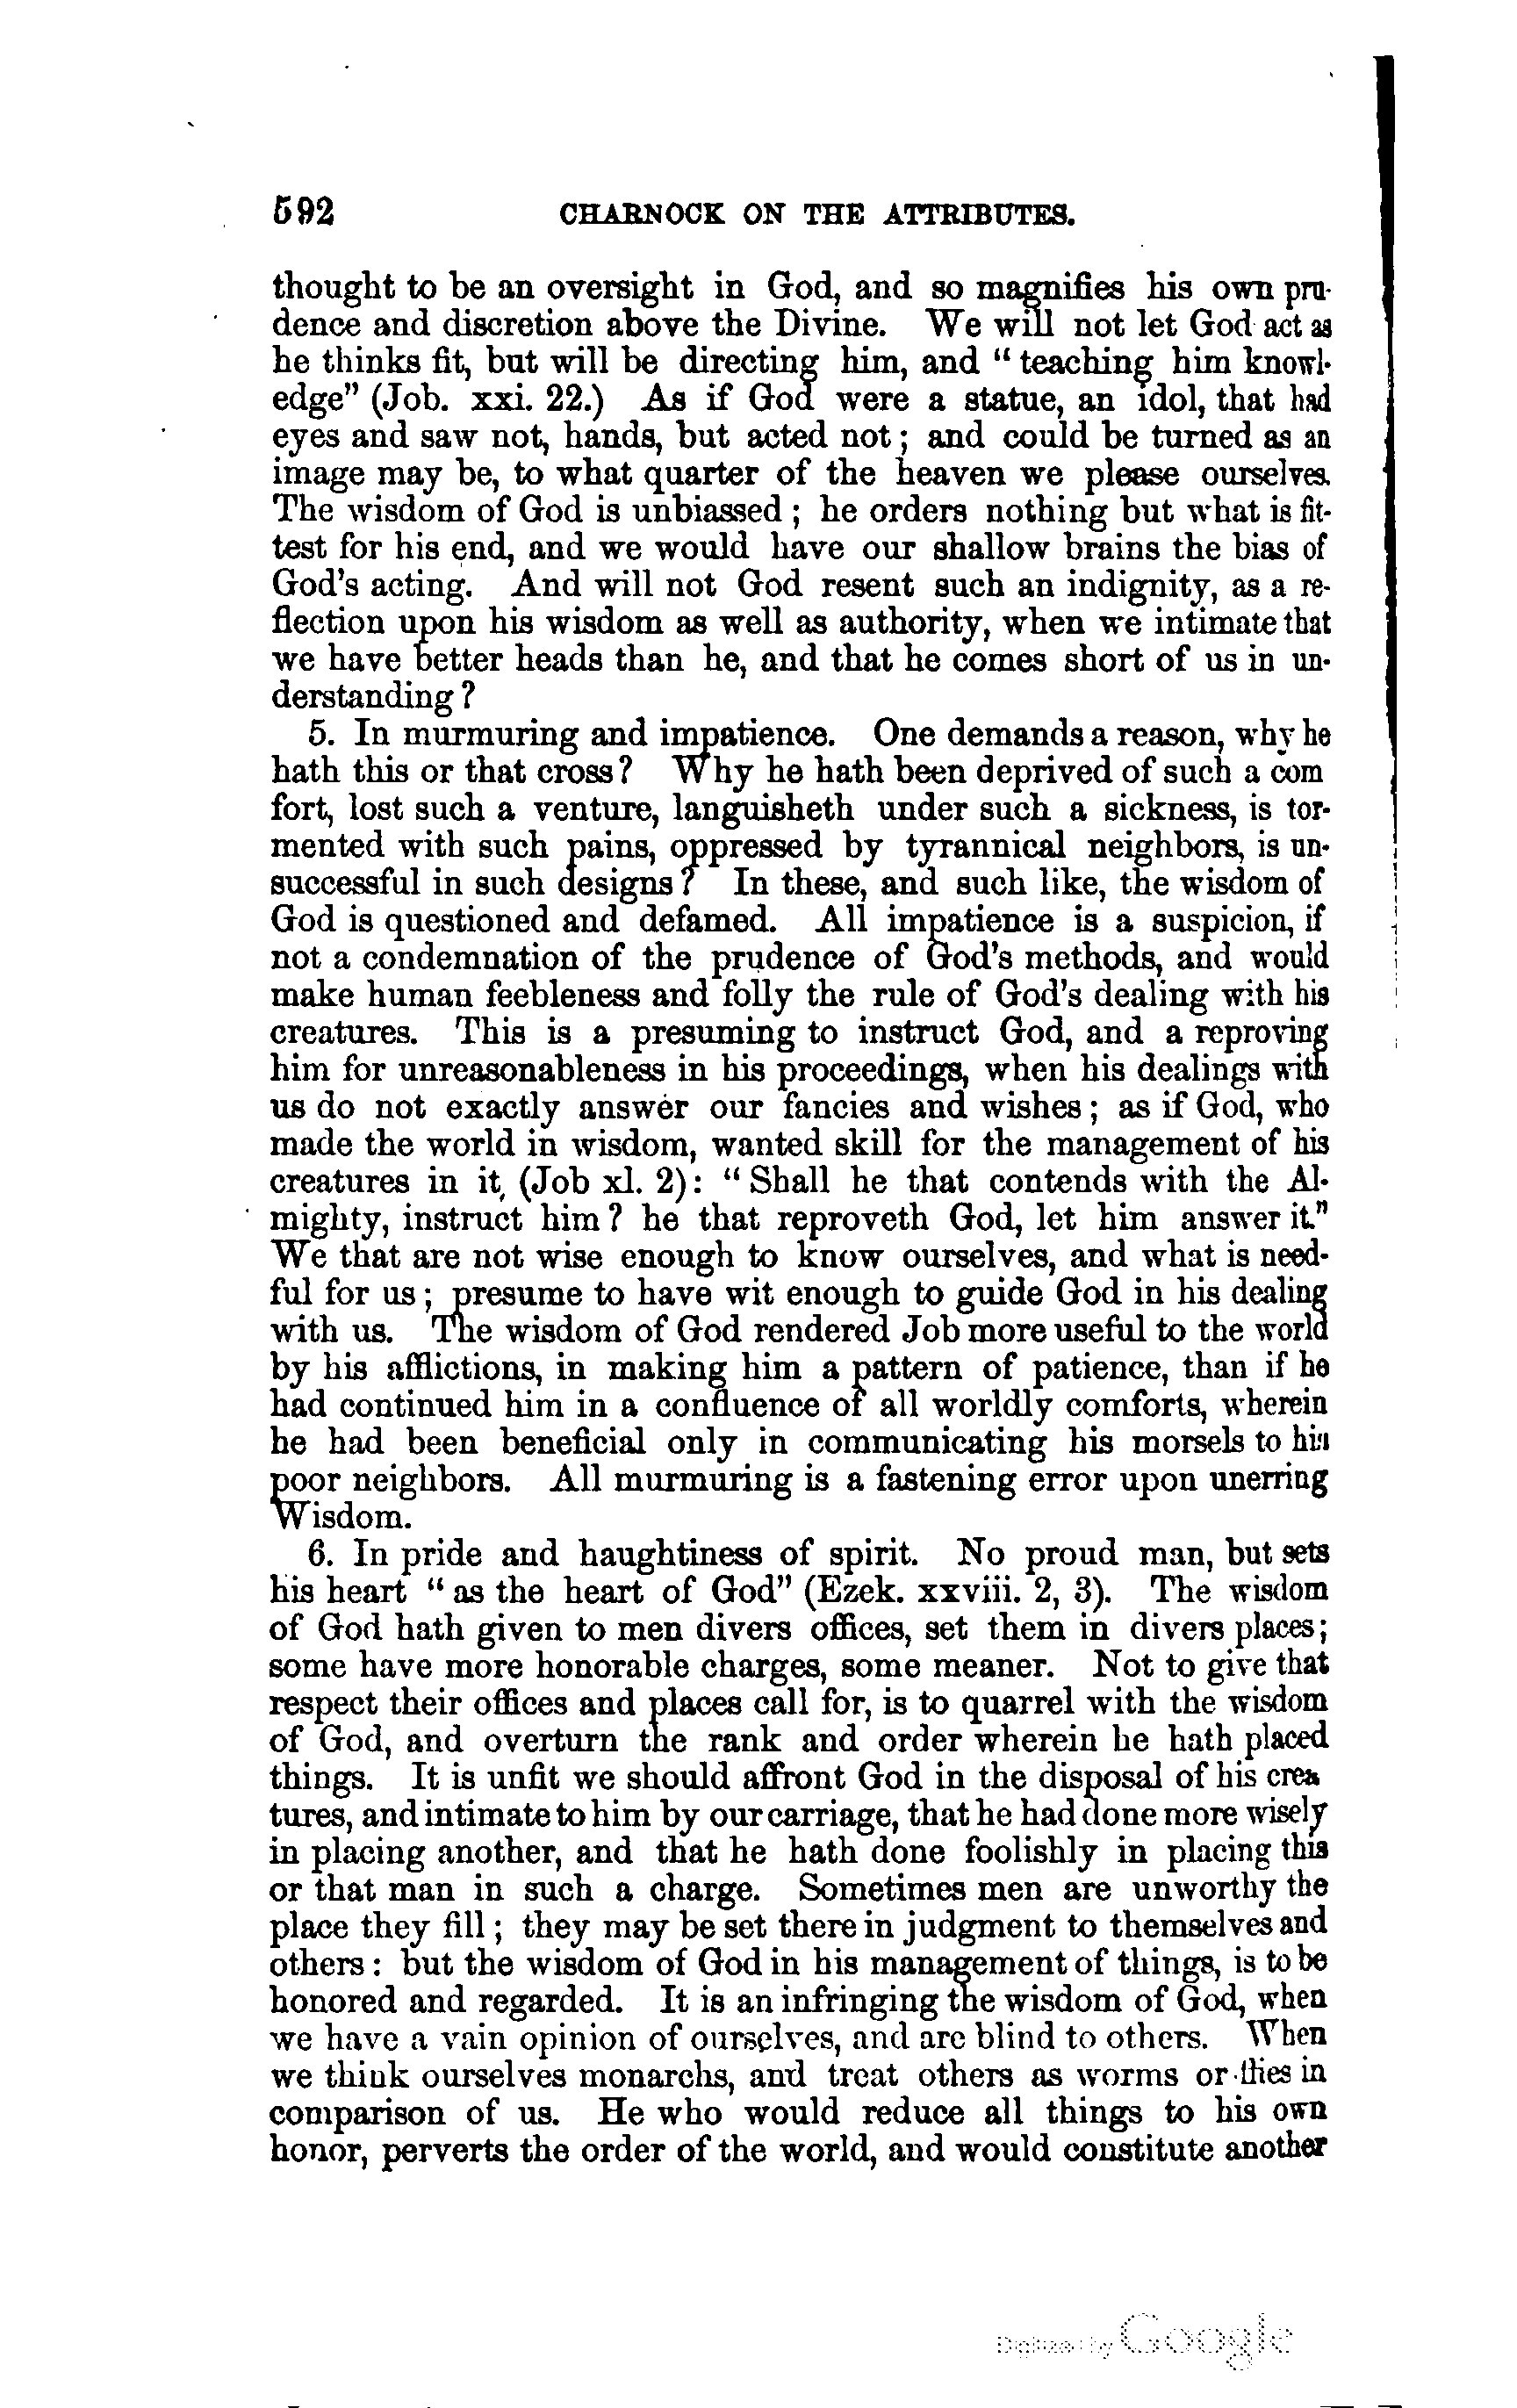 592 CHARNOCK ON THE ATTRIBUTES.
thought to be an oversight in God, and so magnifies his own pru-
dence and discretion above the Divine. We will not let God act as
he thinks fit, but will be directing him, and “ teaching him knowl-
edge” (Job. xxi. 22.) As if God were a statue, an idol, that had
eyes and saw not, hands, but acted not ; and could be turned as an
image may be, to what quarter of the heaven we please ourselves.
The wisdom of God is unbiassed ; he orders nothing but what is fit-
test for his end, and we would have our shallow brains the bias of
God's acting. And will not God resent such an indignity, as a re-
flection upon his wisdom as well as authority, when we intimate that
we have better heads than he, and that he comes short of us in un-
derstanding ?
5. In murmuring and impatience. One demands a reason, why he
hath this or that cross ? Why he hath been deprived of such a com
fort, lost such a venture, languisheth under such a sickness, is tor-
mented with such pains, oppressed by tyrannical neighbors, is un-
successful in such designs ? In these, and such like, the wisdom of
God is questioned and defamed. All impatience is a suspicion, if
not a condemnation of the prudence of God's methods, and would
make human feebleness and folly the rule of God's dealing with his
creatures. This is a presuming to instruct God, and a reproving
him for unreasonableness in his proceedings, when his dealings with
us do not exactly answer our fancies and wishes ; as if God, who
made the world in wisdom, wanted skill for the management of his
creatures in it, (Job xl. 2) : “ Shall he that contends with the Al-
mighty, instruct him ? he that reproveth God, let him answer it.”
We that are not wise enough to know ourselves, and what is need-
ful for us ; presume to have wit enough to guide God in his dealing
with us. The wisdom of God rendered Job more useful to the world
by his afflictions, in making him a pattern of patience, than if he
had continued him in a confluence of all worldly comforts, wherein
he had been beneficial only in communicating his morsels to his
poor neighbors. All murmuring is a fastening error upon unerring
Wisdom.
6. In pride and haughtiness of spirit. No proud man, but sets
his heart “ as the heart of God” (Ezek. xxviii. 2, 3). The wisdom
of God hath given to men divers offices, set them in divers places ;
some have more honorable charges, some meaner. Not to give that
respect their offices and places call for, is to quarrel with the wisdom
of God, and overturn the rank and order wherein he hath placed
things. It is unfit we should affront God in the disposal of his crea
tures, and intimate to him by our carriage, that he had done more wisely
in placing another, and that he hath done foolishly in placing this
or that man in such a charge. Sometimes men are unworthy the
place they fill ; they may be set there in judgment to themselves and
others : but the wisdom of God in his management of things, is to be
honored and regarded. It is an infringing the wisdom of God, when
we have a vain opinion of ourselves, and are blind to others. When
we think ourselves monarchs, and treat others as worms or flies in
comparison of us. He who would reduce all things to his own
honor, perverts the order of the world, and would constitute another
Digitized by Google